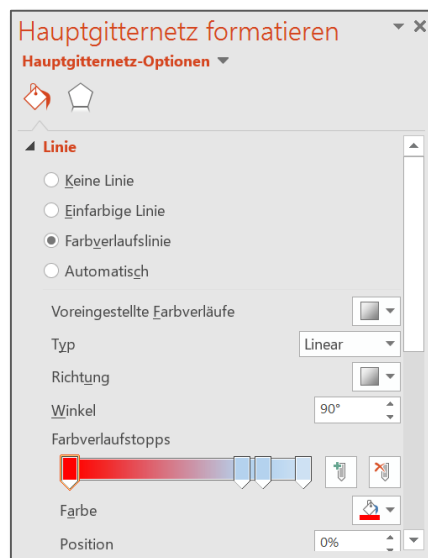 Hauptgitternetz formatieren
Hauptgitternetz-Optionen
Linie
Keine Linie
Einfarbige Linie
Farbverlaufslinie
Automatisch
Voreingestellte Farbverläufe
Typ Linear
Richtung
Winkel 90°
Farbverlaufstopps
Farbe
Position 0%